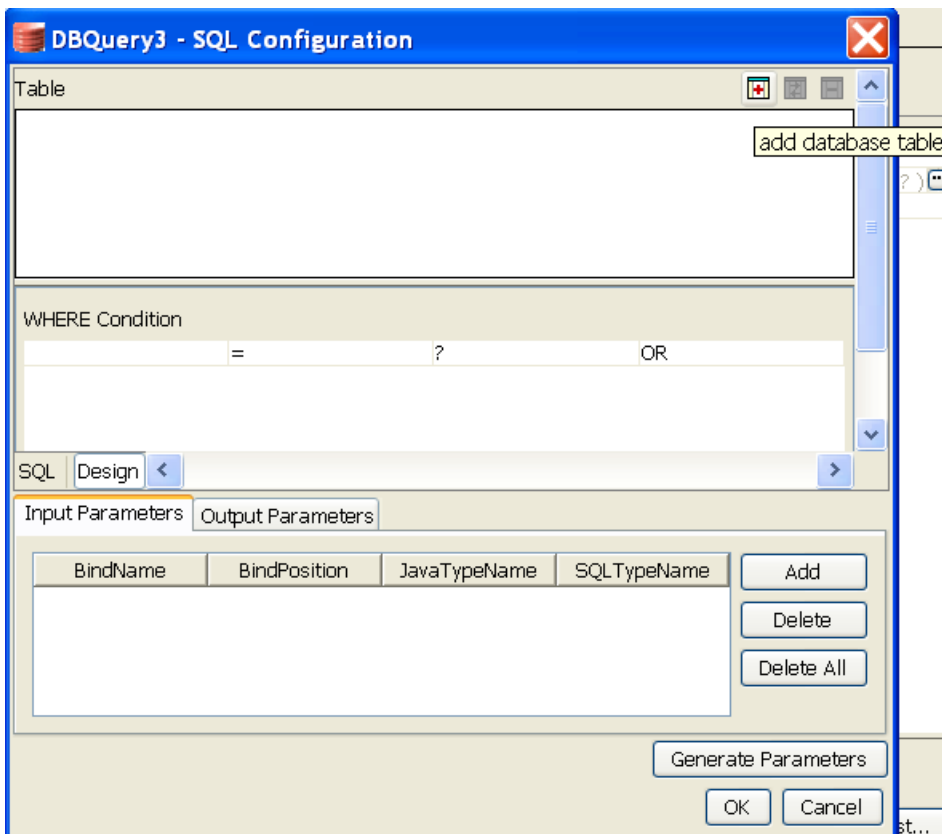 DBQuery3 - SQL Configuration
Table
add database table
? )
WHERE Condition
= ? OR
SQL Design
Input Parameters Output Parameters
BindName BindPosition JavaTypeName SQLTypeName
Add
Delete
Delete All
Generate Parameters
OK Cancel
st...